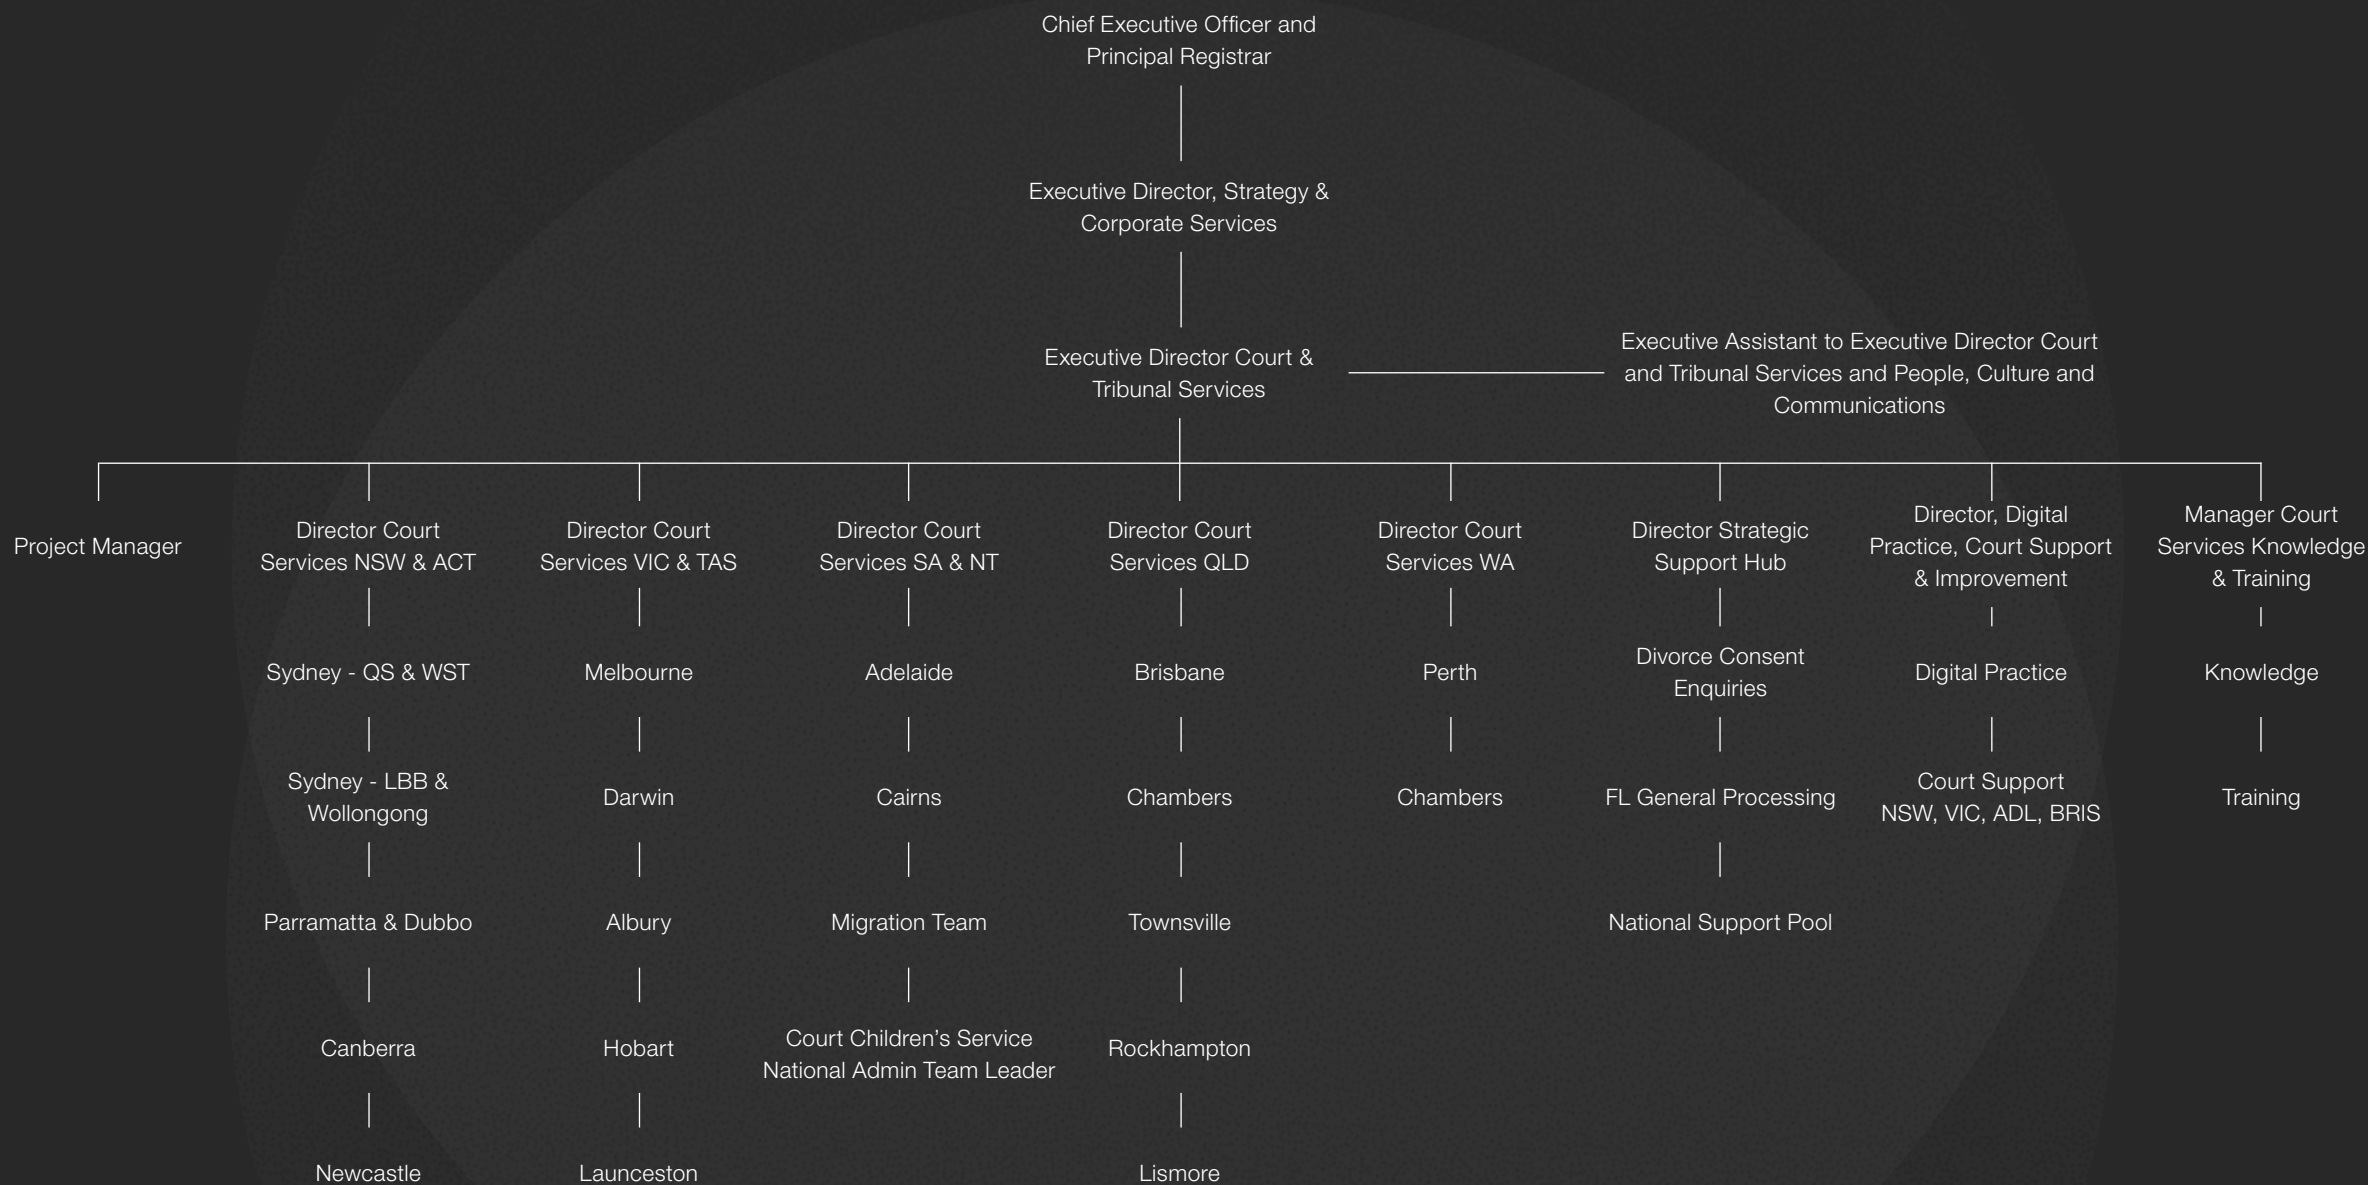 Chief Executive Officer and
Principal Registrar
Executive Director, Strategy &
Corporate Services
Executive Director Court &
Tribunal Services
Executive Assistant to Executive Director Court
and Tribunal Services and People, Culture and
Communications
Project Manager
Director Court
Services NSW & ACT
Sydney - QS & WST
Sydney - LBB &
Wollongong
Parramatta & Dubbo
Canberra
Newcastle
Director Court
Services VIC & TAS
Melbourne
Darwin
Albury
Hobart
Launceston
Director Court
Services SA & NT
Adelaide
Cairns
Migration Team
Court Children’s Service
National Admin Team Leader
Director Court
Services QLD
Brisbane
Chambers
Townsville
Rockhampton
Lismore
Director Court
Services WA
Perth
Chambers
Director Strategic
Support Hub
Divorce Consent
Enquiries
FL General Processing
National Support Pool
Director, Digital
Practice, Court Support
& Improvement
Digital Practice
Court Support
NSW, VIC, ADL, BRIS
Manager Court
Services Knowledge
& Training
Knowledge
Training